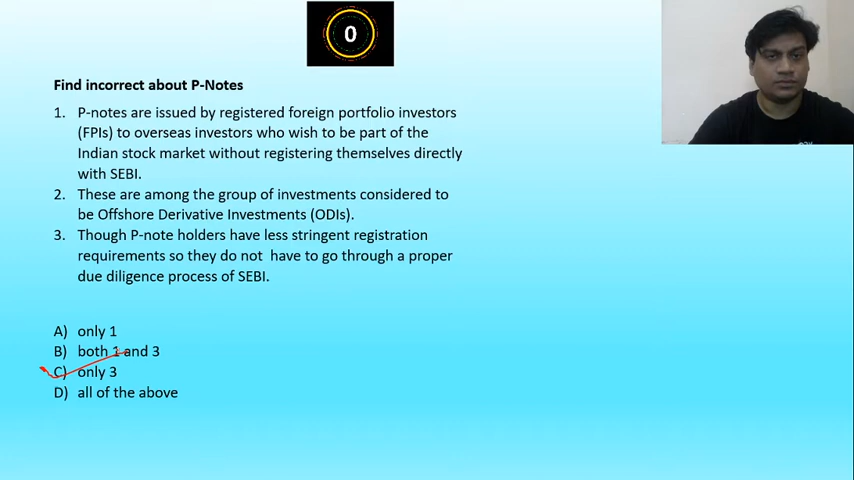 0
Find incorrect about P-Notes
1. P-notes are issued by registered foreign portfolio investors
(FPIs) to overseas investors who wish to be part of the
Indian stock market without registering themselves directly
with SEBI.
2. These are among the group of investments considered to
be Offshore Derivative Investments (ODIs).
3. Though P-note holders have less stringent registration
requirements so they do not have to go through a proper
due diligence process of SEBI.
A) only 1
B) both 1 and 3
C) only 3
D) all of the above